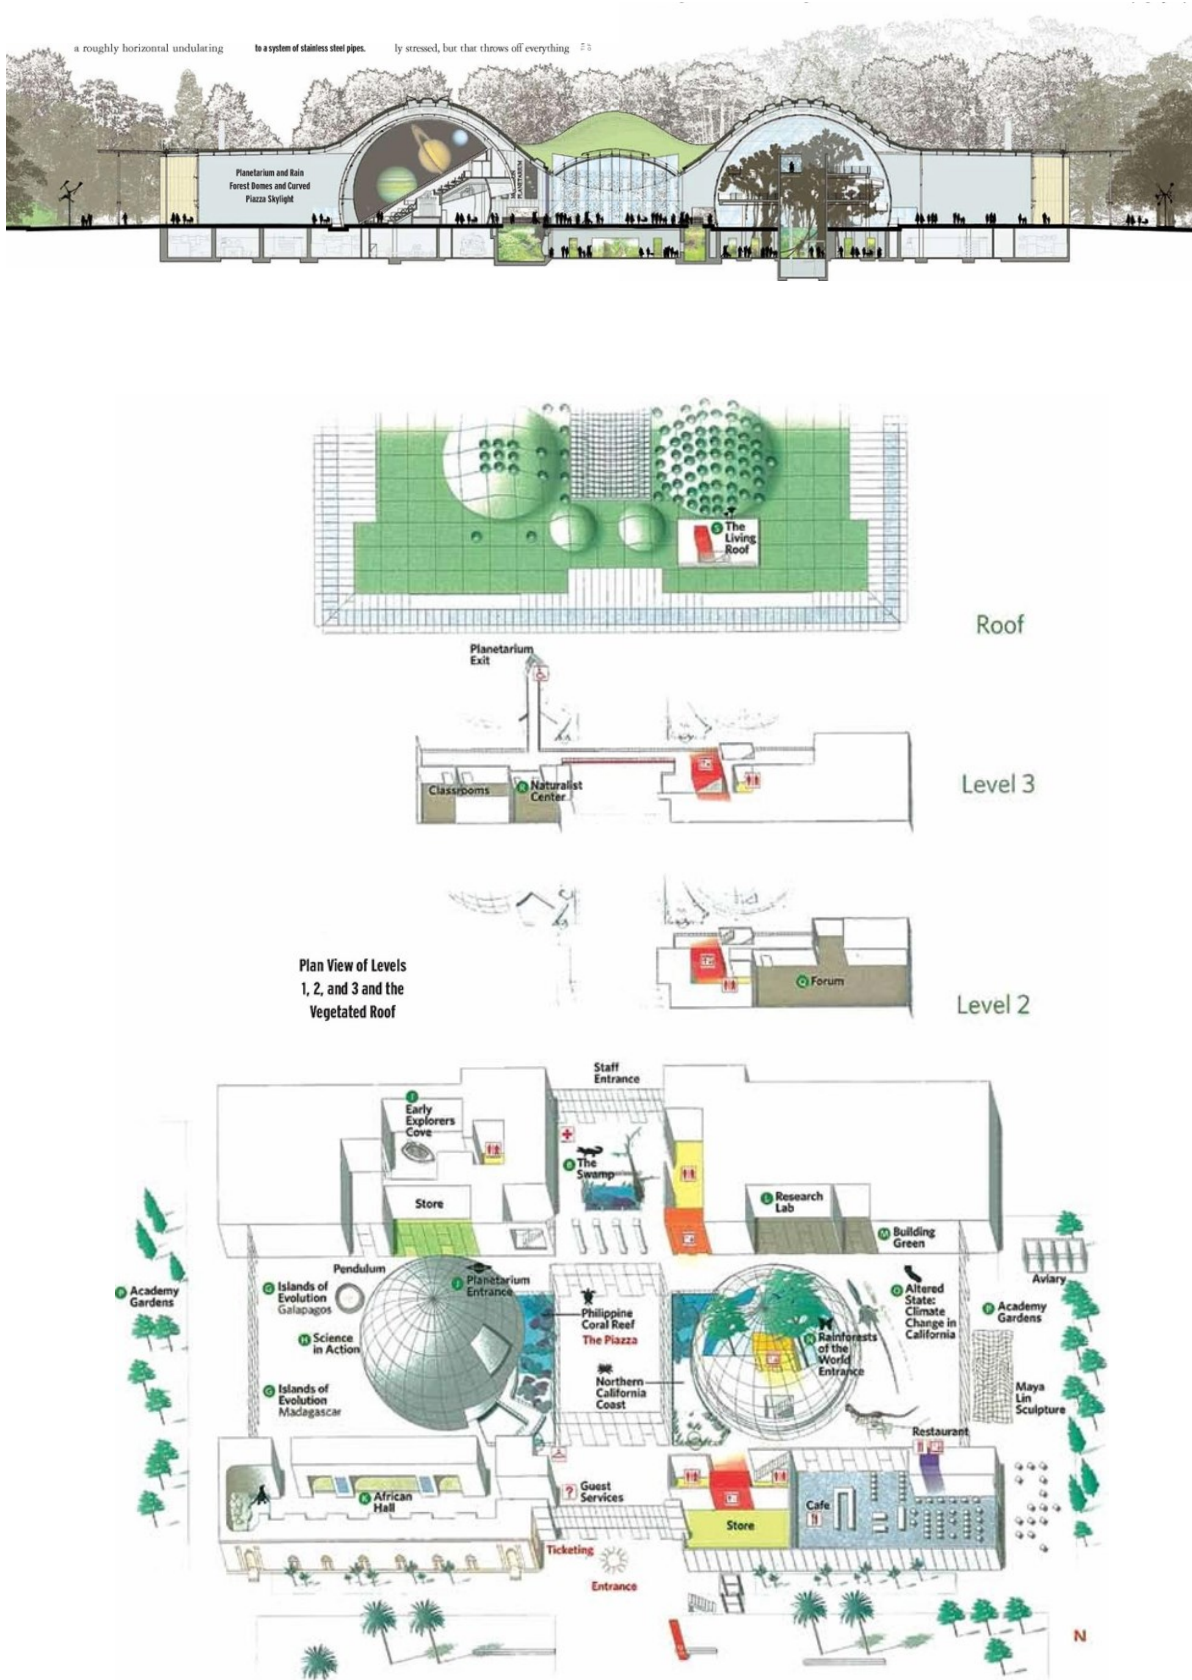 a roughly horizontal undulating
to a system of stainless steel pipes.
ly stressed, but that throws off everything
Planetarium and Rain
Forest Domes and Curved
Piazza Skylight
PLANETARIUM
S The
Living
Roof
Roof
Planetarium
Exit
Classrooms
R Naturalist
Center
Level 3
Plan View of Levels
1, 2, and 3 and the
Vegetated Roof
Q Forum
Level 2
Staff
Entrance
Early
Explorers
Cove
B The
Swamp
Store
L Research
Lab
M Building
Green
Pendulum
P Academy
Gardens
G Islands of
Evolution
Galapagos
J Planetarium
Entrance
Philippine
Coral Reef
The Piazza
H Science
in Action
G Islands of
Evolution
Madagascar
Northern
California
Coast
Rainforests
of the
World
Entrance
Altered
State:
Climate
Change in
California
Aviary
P Academy
Gardens
Maya
Lin
Sculpture
Restaurant
K African
Hall
? Guest
Services
Cafe
Store
Ticketing
Entrance
N